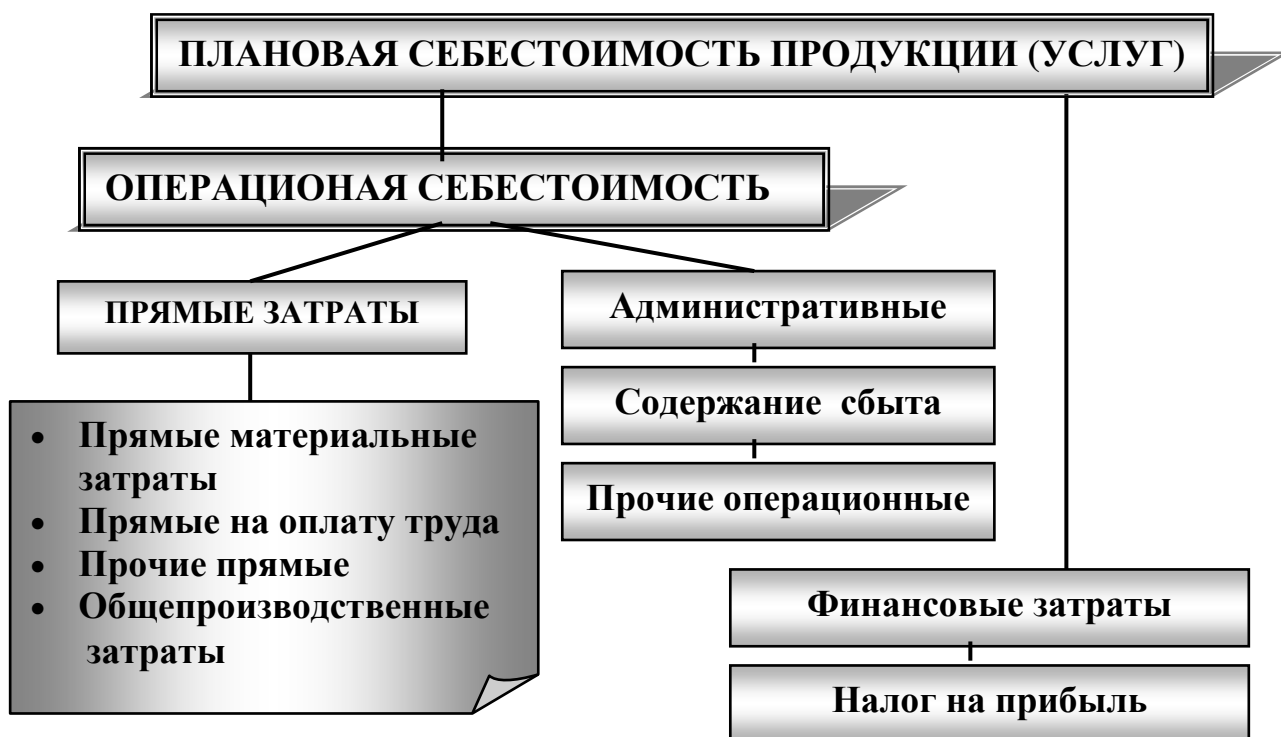 ПЛАНОВАЯ СЕБЕСТОИМОСТЬ ПРОДУКЦИИ (УСЛУГ)
ОПЕРАЦИОНАЯ СЕБЕСТОИМОСТЬ
ПРЯМЫЕ ЗАТРАТЫ
• Прямые материальные
затраты
• Прямые на оплату труда
• Прочие прямые
• Общепроизводственные
затраты
Административные
Содержание сбыта
Прочие операционные
Финансовые затраты
Налог на прибыль